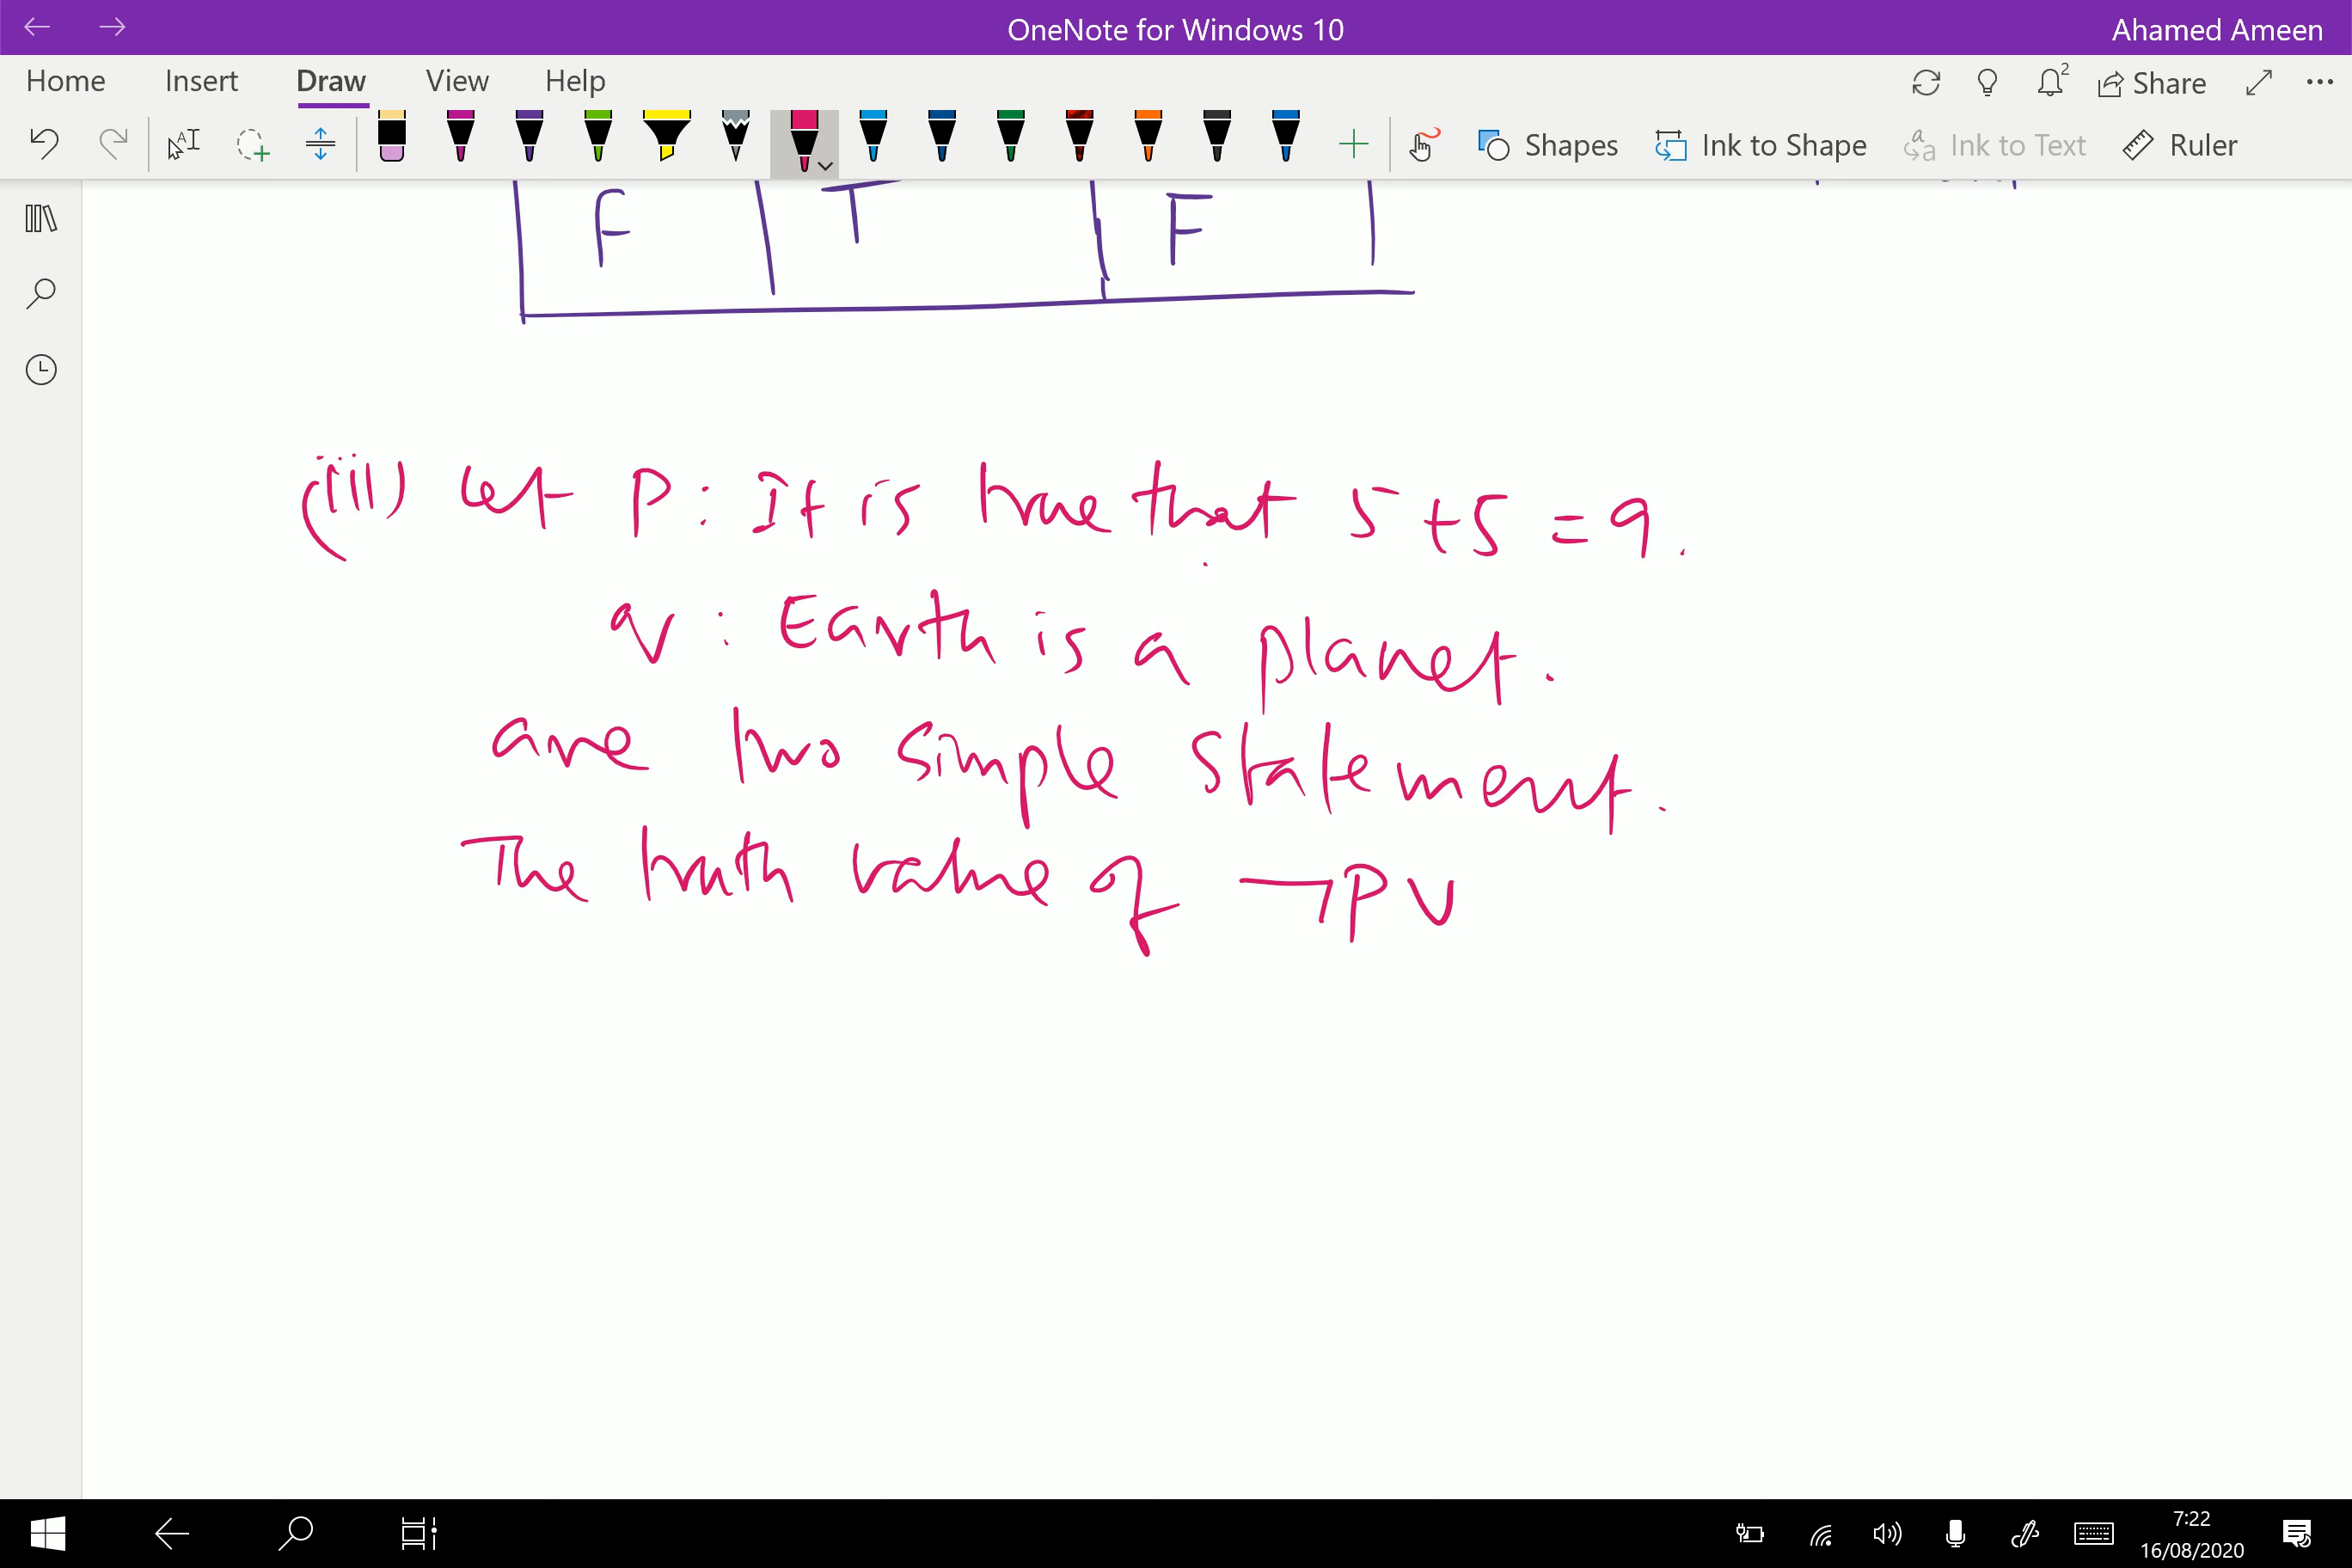 OneNote for Windows 10
Ahamed Ameen
Home Insert Draw View Help
2 Share
Shapes Ink to Shape Ink to Text Ruler
F T F
(iii) Let P: It is true that 5+5=9.
q: Earth is a planet.
are two simple statement.
The truth value of ¬P∨
7:22
16/08/2020